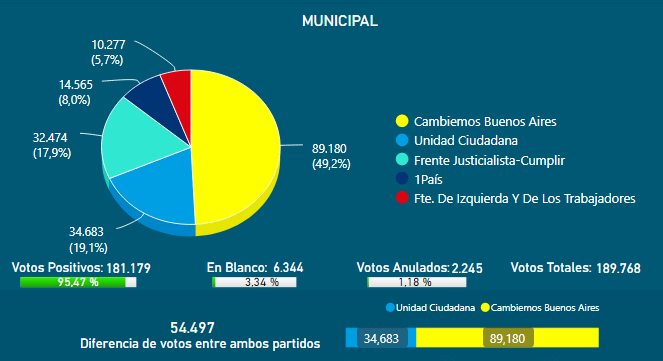 MUNICIPAL
10.277
(5,7%)
14.565
(8,0%)
32.474
(17,9%)
34.683
(19,1%)
89.180
(49,2%)
Cambiemos Buenos Aires
Unidad Ciudadana
Frente Justicialista-Cumplir
1País
Fte. De Izquierda Y De Los Trabajadores
Votos Positivos: 181.179
95,47 %
En Blanco: 6.344
3,34 %
Votos Anulados: 2.245
1,18 %
Votos Totales: 189.768
54.497
Diferencia de votos entre ambos partidos
Unidad Ciudadana
Cambiemos Buenos Aires
34,683
89,180